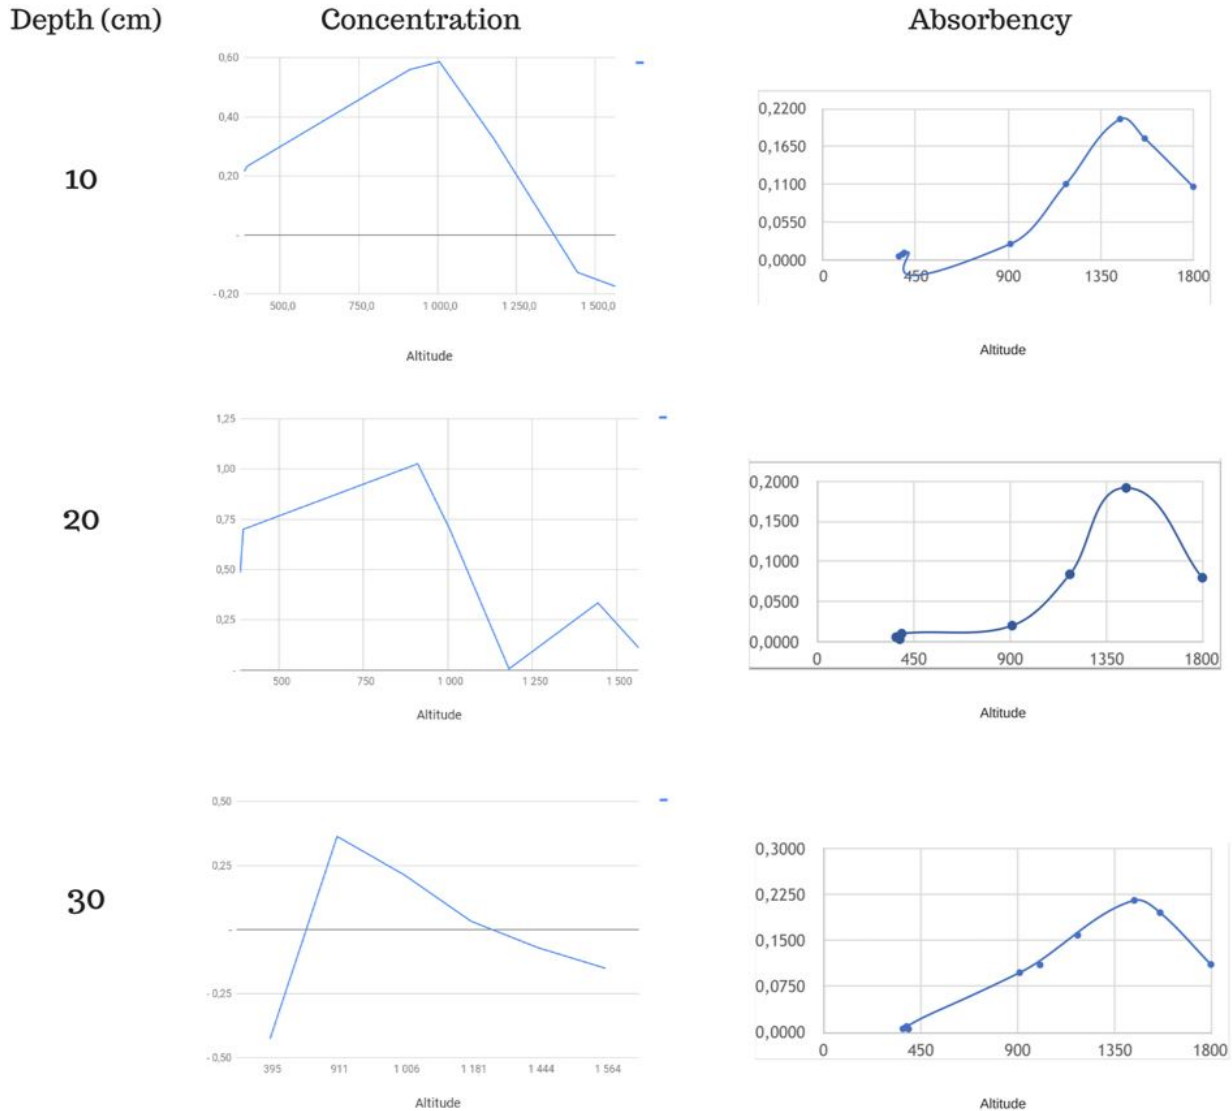 Depth (cm) Concentration Absorbency
10
0,60
0,40
0,20
-
- 0,20
500,0 750,0 1 000,0 1 250,0 1 500,0
Altitude
0,2200
0,1650
0,1100
0,0550
0,0000
0 450 900 1350 1800
Altitude
20
1,25
1,00
0,75
0,50
0,25
-
500 750 1 000 1 250 1 500
Altitude
0,2000
0,1500
0,1000
0,0500
0,0000
0 450 900 1350 1800
Altitude
30
0,50
0,25
-
- 0,25
- 0,50
395 911 1 006 1 181 1 444 1 564
Altitude
0,3000
0,2250
0,1500
0,0750
0,0000
0 450 900 1350 1800
Altitude